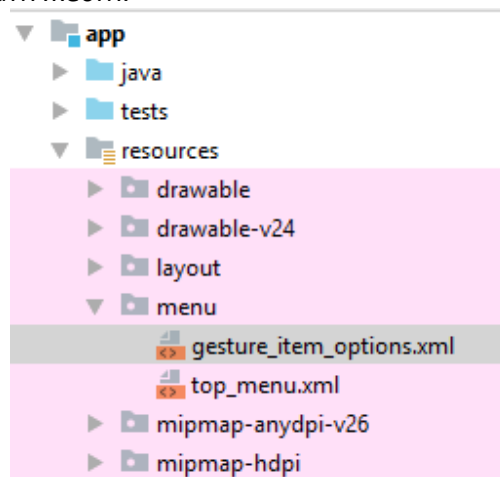 app
java
tests
resources
drawable
drawable-v24
layout
menu
gesture_item_options.xml
top_menu.xml
mipmap-anydpi-v26
mipmap-hdpi